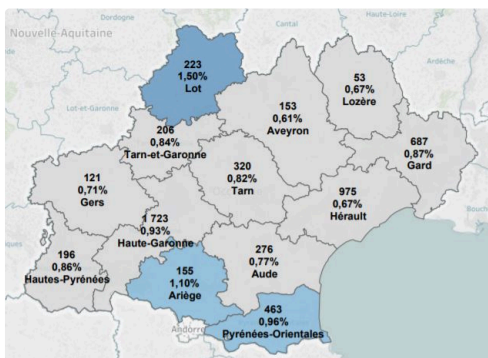 Dordogne
Cantal
Haute-Loire
Nouvelle-Aquitaine
Ardèche
223
1,50%
Lot
53
0,67%
Lozère
Lot-et-Garonne
153
0,61%
Aveyron
206
0,84%
Tarn-et-Garonne
687
0,87%
Gard
320
0,82%
Tarn
121
0,71%
Gers
975
0,67%
Hérault
1 723
0,93%
Haute-Garonne
196
0,86%
Hautes-Pyrénées
276
0,77%
Aude
155
1,10%
Ariège
463
0,96%
Pyrénées-Orientales
Andorre